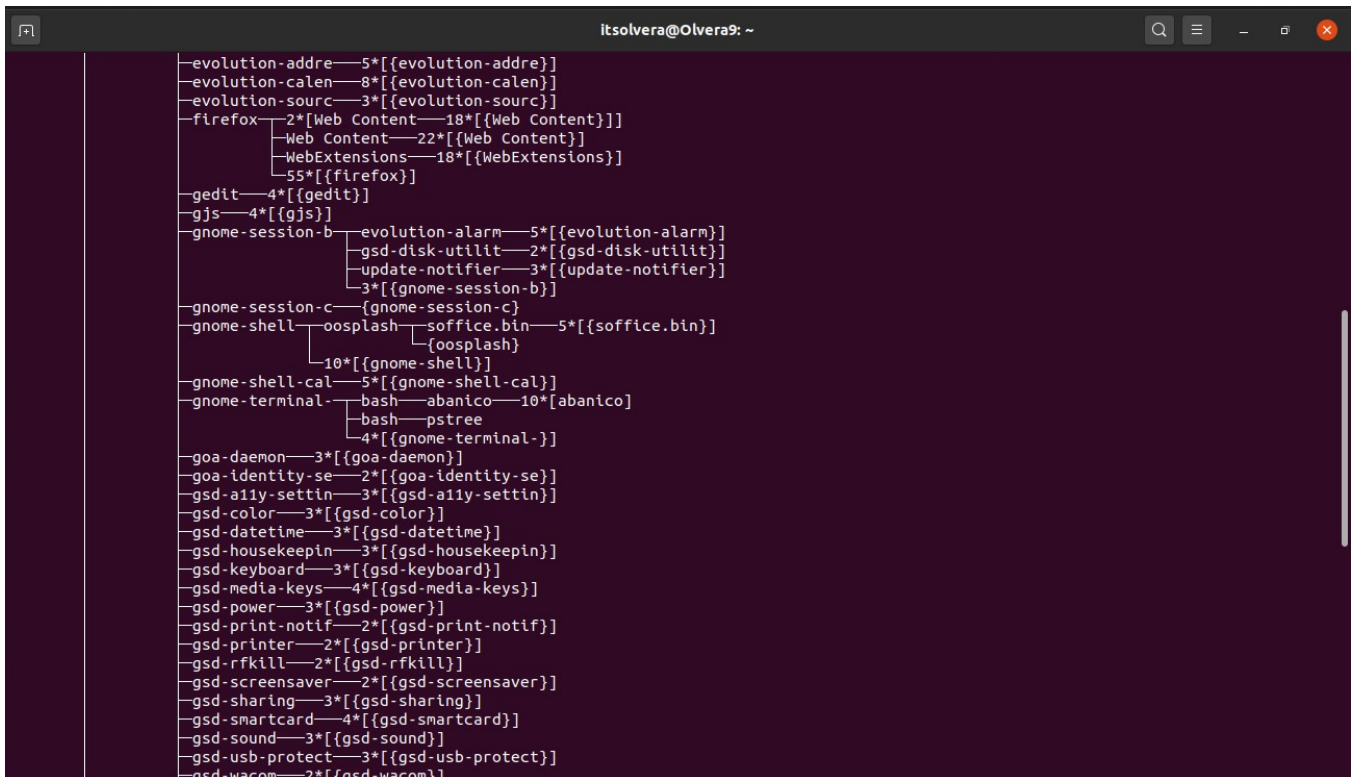 itsolvera@Olvera9: ~
├─evolution-addre───5*[{evolution-addre}]
├─evolution-calen───8*[{evolution-calen}]
├─evolution-sourc───3*[{evolution-sourc}]
├─firefox─┬─2*[Web Content───18*[{Web Content}]]
├─Web Content───22*[{Web Content}]
├─WebExtensions───18*[{WebExtensions}]
└─55*[{firefox}]
├─gedit───4*[{gedit}]
├─gjs───4*[{gjs}]
├─gnome-session-b─┬─evolution-alarm───5*[{evolution-alarm}]
├─gsd-disk-utilit───2*[{gsd-disk-utilit}]
├─update-notifier───3*[{update-notifier}]
└─3*[{gnome-session-b}]
├─gnome-session-c───{gnome-session-c}
├─gnome-shell─┬─oosplash─┬─soffice.bin───5*[{soffice.bin}]
└─{oosplash}
└─10*[{gnome-shell}]
├─gnome-shell-cal───5*[{gnome-shell-cal}]
├─gnome-terminal-─┬─bash───abanico───10*[abanico]
├─bash───pstree
└─4*[{gnome-terminal-}]
├─goa-daemon───3*[{goa-daemon}]
├─goa-identity-se───2*[{goa-identity-se}]
├─gsd-a11y-settin───3*[{gsd-a11y-settin}]
├─gsd-color───3*[{gsd-color}]
├─gsd-datetime───3*[{gsd-datetime}]
├─gsd-housekeepin───3*[{gsd-housekeepin}]
├─gsd-keyboard───3*[{gsd-keyboard}]
├─gsd-media-keys───4*[{gsd-media-keys}]
├─gsd-power───3*[{gsd-power}]
├─gsd-print-notif───2*[{gsd-print-notif}]
├─gsd-printer───2*[{gsd-printer}]
├─gsd-rfkill───2*[{gsd-rfkill}]
├─gsd-screensaver───2*[{gsd-screensaver}]
├─gsd-sharing───3*[{gsd-sharing}]
├─gsd-smartcard───4*[{gsd-smartcard}]
├─gsd-sound───3*[{gsd-sound}]
├─gsd-usb-protect───3*[{gsd-usb-protect}]
├─gsd-wacom───2*[{gsd-wacom}]